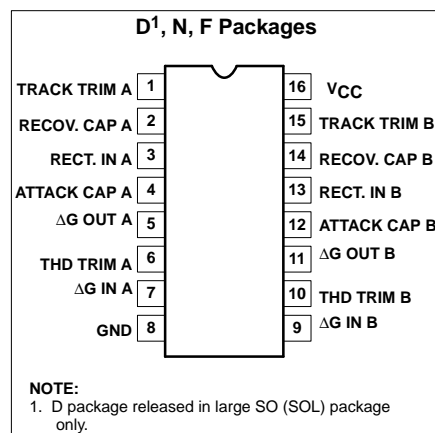 D1, N, F Packages
TRACK TRIM A 1 16 VCC
RECOV. CAP A 2 15 TRACK TRIM B
RECT. IN A 3 14 RECOV. CAP B
ATTACK CAP A 4 13 RECT. IN B
ΔG OUT A 5 12 ATTACK CAP B
THD TRIM A 6 11 ΔG OUT B
ΔG IN A 7 10 THD TRIM B
GND 8 9 ΔG IN B
NOTE:
1. D package released in large SO (SOL) package
only.